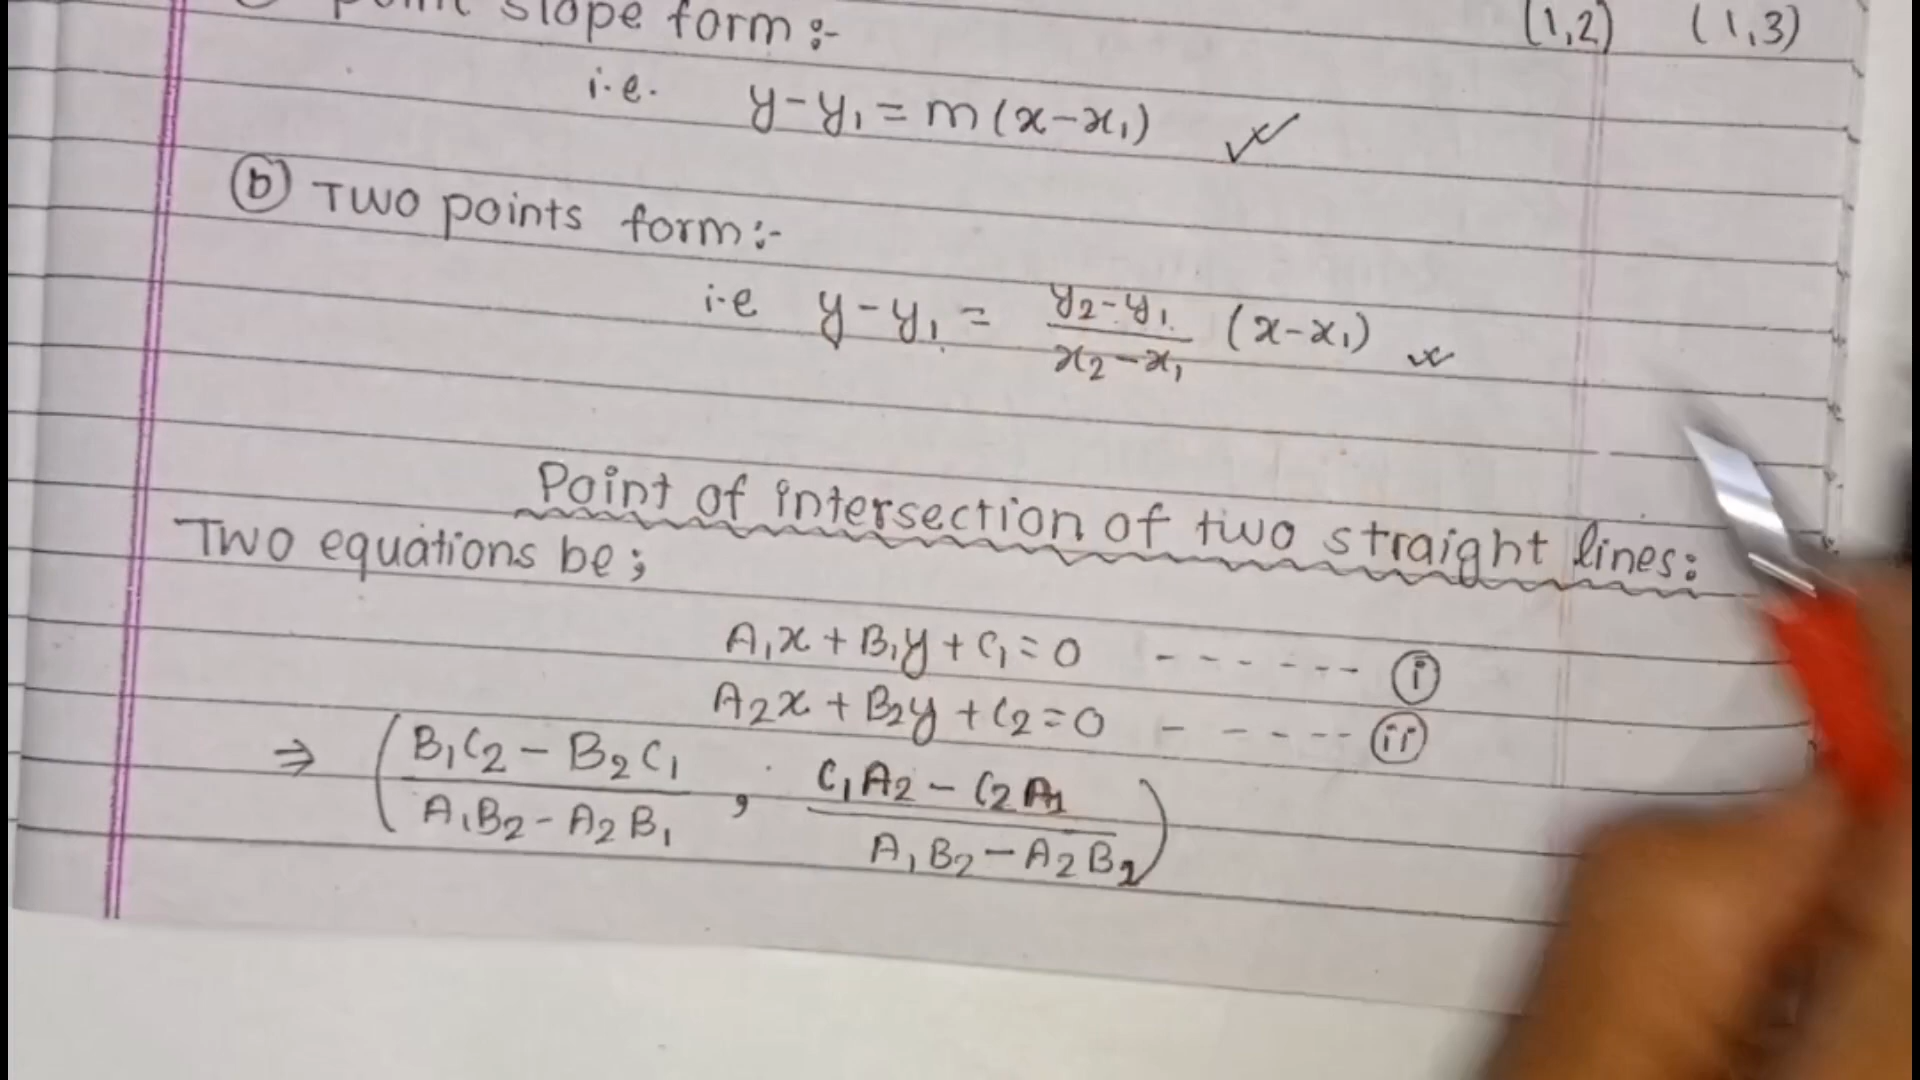 point slope form :- (1,2) (1,3)
i.e. y-y₁ = m(x-x₁)
ⓑ Two points form :-
i.e y-y₁ = y₂-y₁/x₂-x₁ (x-x₁)
Point of intersection of two straight lines:
Two equations be;
A₁x + B₁y + C₁ = 0 ------ (i)
A₂x + B₂y + C₂ = 0 ------ (ii)
⇒ (B₁C₂ - B₂C₁/A₁B₂ - A₂B₁ , C₁A₂ - C₂A₁/A₁B₂ - A₂B₂)